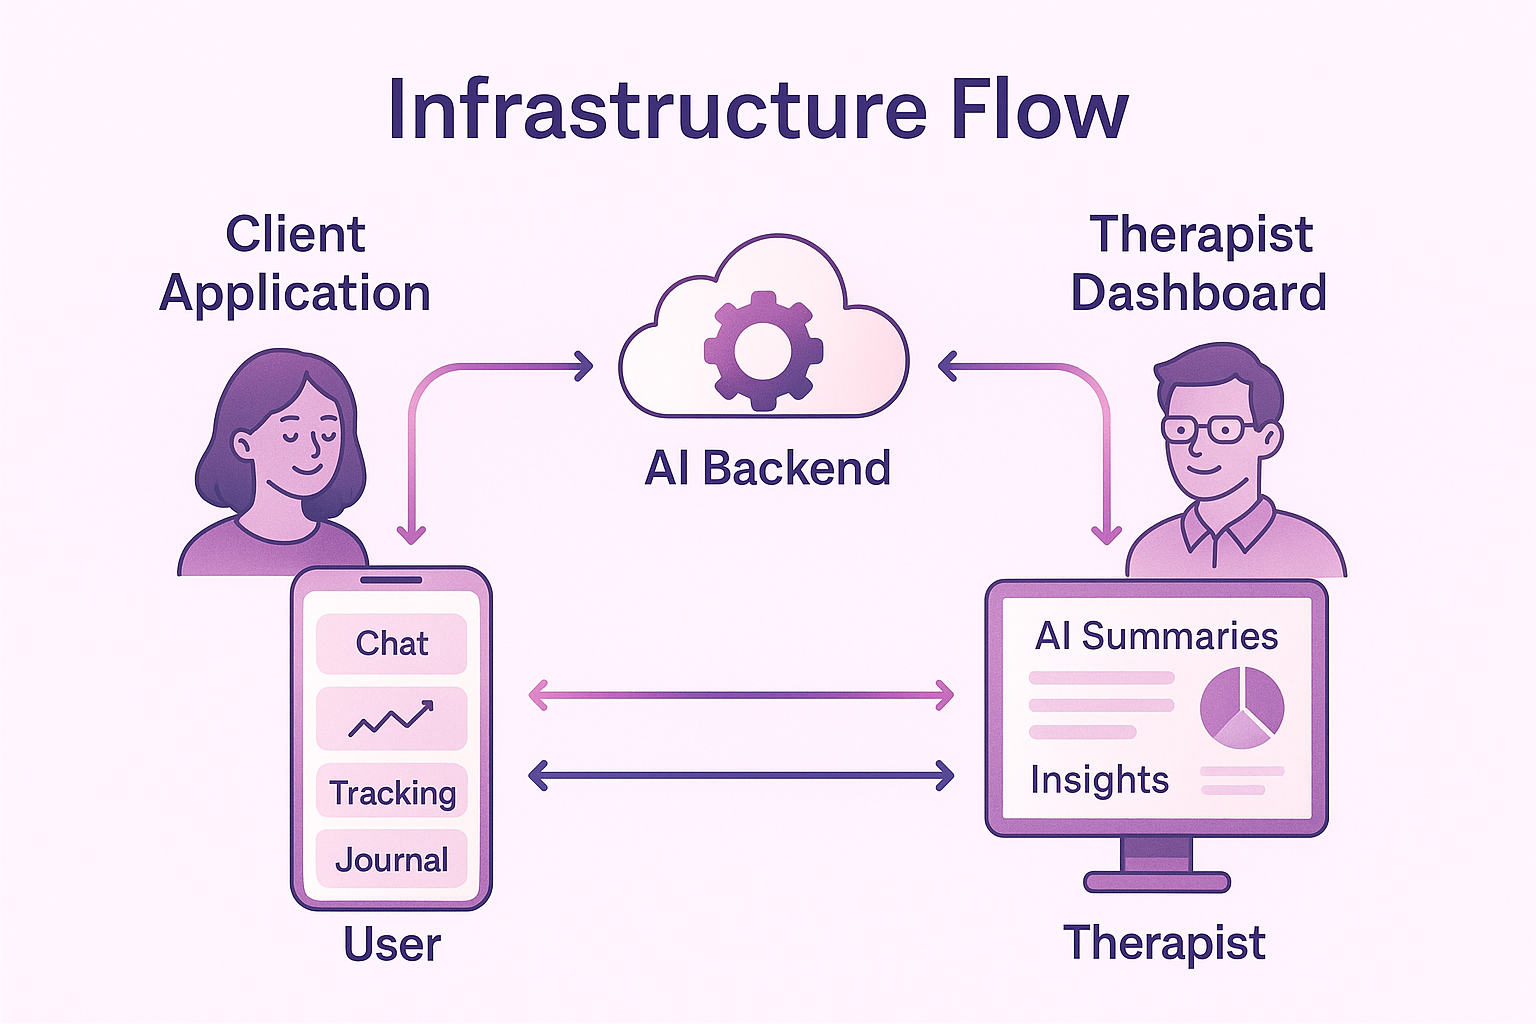 Infrastructure Flow
Client
Application
Therapist
Dashboard
AI Backend
Chat
Tracking
Journal
User
AI Summaries
Insights
Therapist